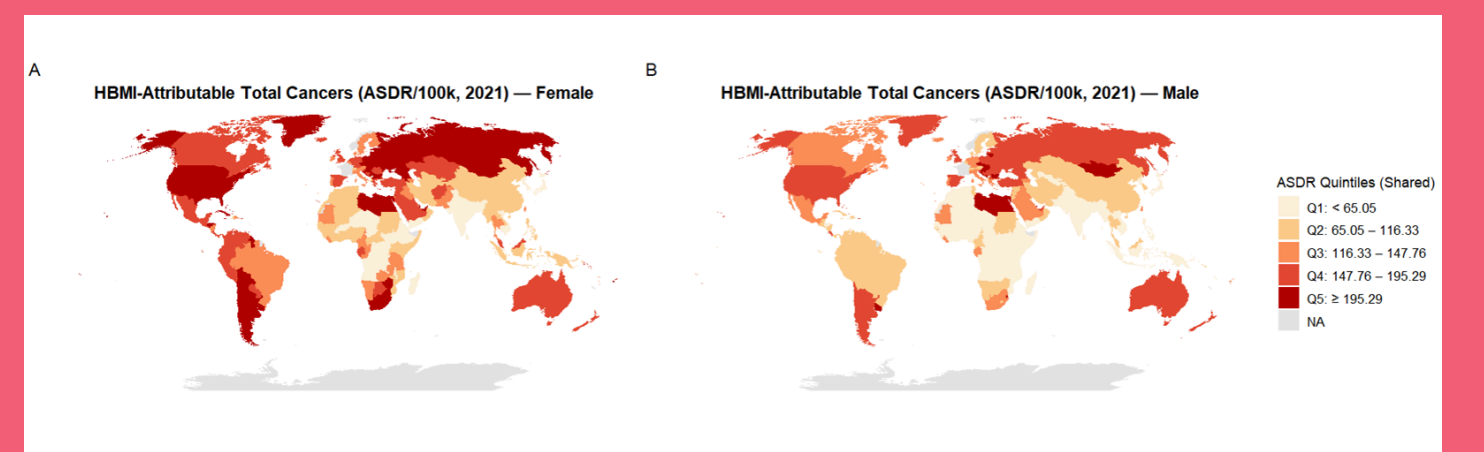 A
HBMI-Attributable Total Cancers (ASDR/100k, 2021) — Female
B
HBMI-Attributable Total Cancers (ASDR/100k, 2021) — Male
ASDR Quintiles (Shared)
Q1: < 65.05
Q2: 65.05 – 116.33
Q3: 116.33 – 147.76
Q4: 147.76 – 195.29
Q5: ≥ 195.29
NA